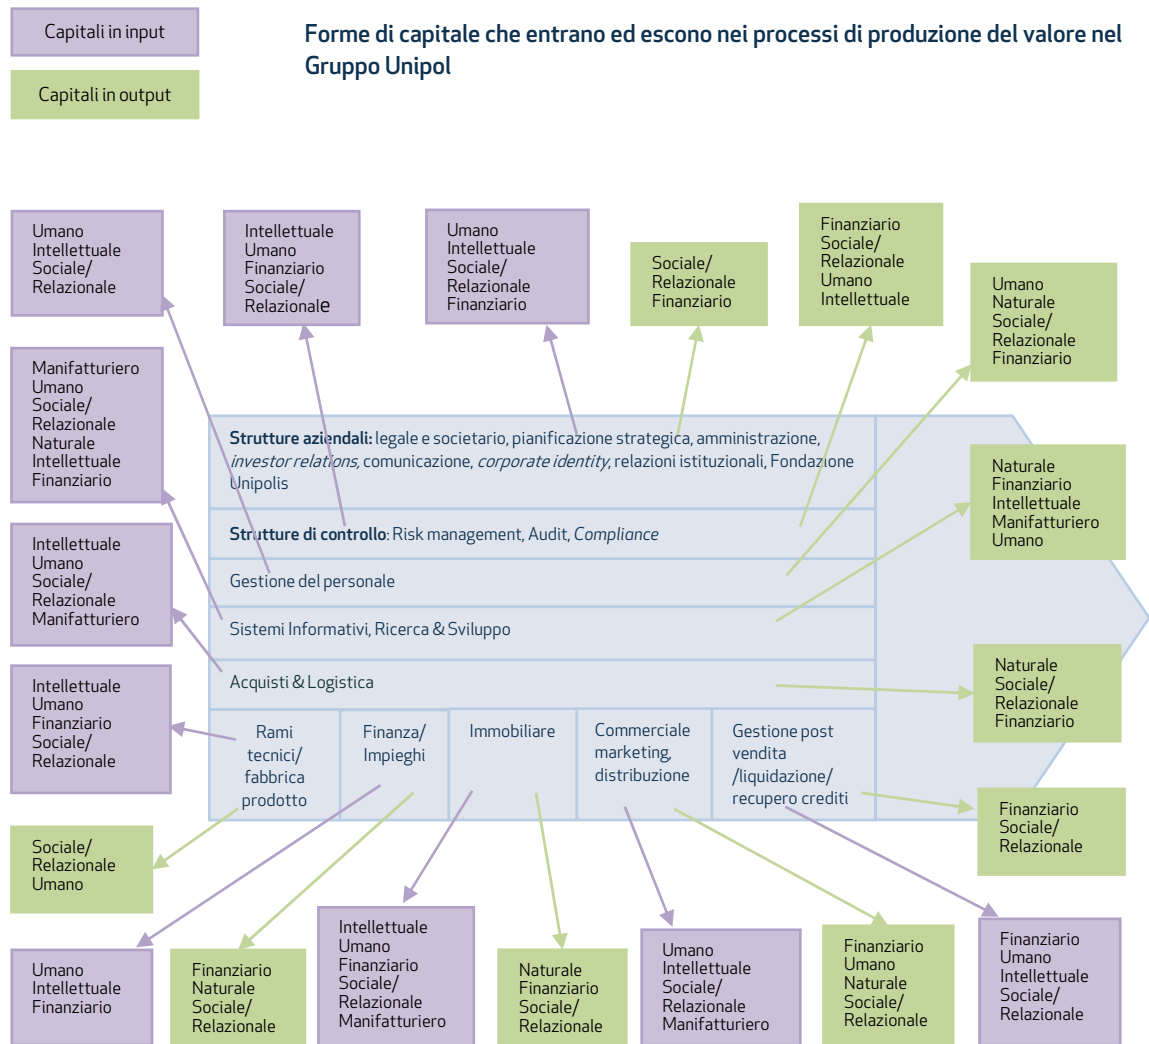 Capitali in input
Capitali in output
Forme di capitale che entrano ed escono nei processi di produzione del valore nel
Gruppo Unipol
Umano
Intellettuale
Sociale/
Relazionale
Intellettuale
Umano
Finanziario
Sociale/
Relazionale
Umano
Intellettuale
Sociale/
Relazionale
Finanziario
Sociale/
Relazionale
Finanziario
Finanziario
Sociale/
Relazionale
Umano
Intellettuale
Umano
Naturale
Sociale/
Relazionale
Finanziario
Manifatturiero
Umano
Sociale/
Relazionale
Naturale
Intellettuale
Finanziario
Strutture aziendali: legale e societario, pianificazione strategica, amministrazione,
investor relations, comunicazione, corporate identity, relazioni istituzionali, Fondazione
Unipolis
Naturale
Finanziario
Intellettuale
Manifatturiero
Umano
Strutture di controllo: Risk management, Audit, Compliance
Intellettuale
Umano
Sociale/
Relazionale
Manifatturiero
Gestione del personale
Sistemi Informativi, Ricerca & Sviluppo
Acquisti & Logistica
Naturale
Sociale/
Relazionale
Finanziario
Intellettuale
Umano
Finanziario
Sociale/
Relazionale
Rami
tecnici/
fabbrica
prodotto
Finanza/
Impieghi
Immobiliare
Commerciale
marketing,
distribuzione
Gestione post
vendita
/liquidazione/
recupero crediti
Finanziario
Sociale/
Relazionale
Sociale/
Relazionale
Umano
Umano
Intellettuale
Finanziario
Finanziario
Naturale
Sociale/
Relazionale
Intellettuale
Umano
Finanziario
Sociale/
Relazionale
Manifatturiero
Naturale
Finanziario
Sociale/
Relazionale
Umano
Intellettuale
Sociale/
Relazionale
Manifatturiero
Finanziario
Umano
Naturale
Sociale/
Relazionale
Finanziario
Umano
Intellettuale
Sociale/
Relazionale